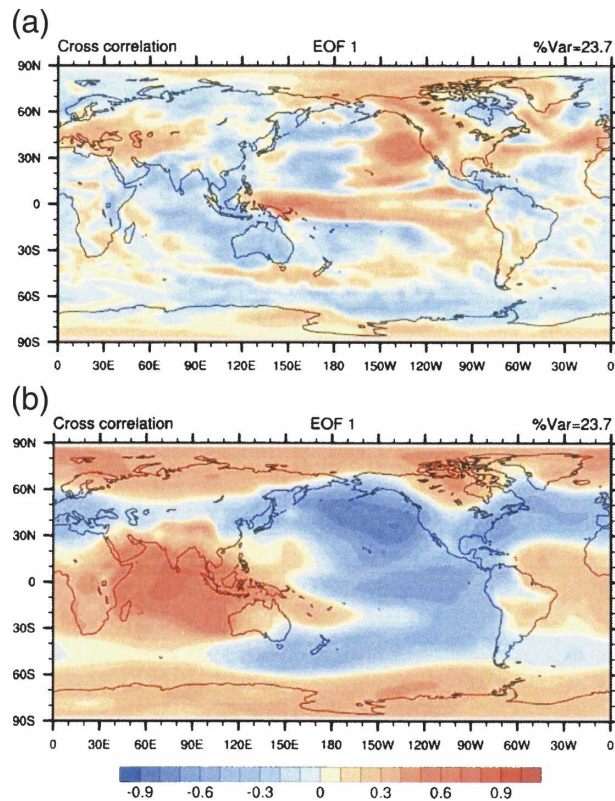 (a)
Cross correlation EOF 1 %Var=23.7
90N
60N
30N
0
30S
60S
90S
0 30E 60E 90E 120E 150E 180 150W 120W 90W 60W 30W 0
(b)
Cross correlation EOF 1 %Var=23.7
90N
60N
30N
0
30S
60S
90S
0 30E 60E 90E 120E 150E 180 150W 120W 90W 60W 30W 0
-0.9 -0.6 -0.3 0 0.3 0.6 0.9